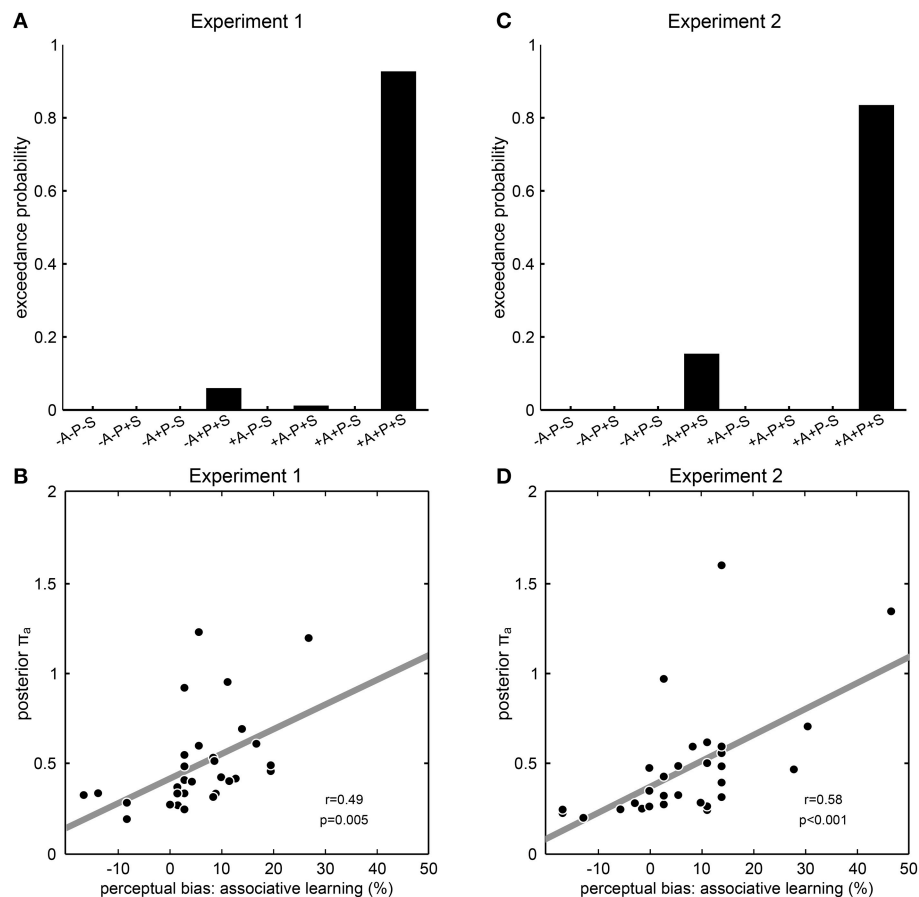 A
Experiment 1
exceedance probability
1
0.8
0.6
0.4
0.2
0
-A-P-S
-A-P+S
-A+P-S
-A+P+S
+A-P-S
+A-P+S
+A+P-S
+A+P+S
C
Experiment 2
exceedance probability
1
0.8
0.6
0.4
0.2
0
-A-P-S
-A-P+S
-A+P-S
-A+P+S
+A-P-S
+A-P+S
+A+P-S
+A+P+S
B
Experiment 1
posterior πa
2
1.5
1
0.5
0
r=0.49
p=0.005
-10 0 10 20 30 40 50
perceptual bias: associative learning (%)
D
Experiment 2
posterior πa
2
1.5
1
0.5
0
r=0.58
p<0.001
-10 0 10 20 30 40 50
perceptual bias: associative learning (%)